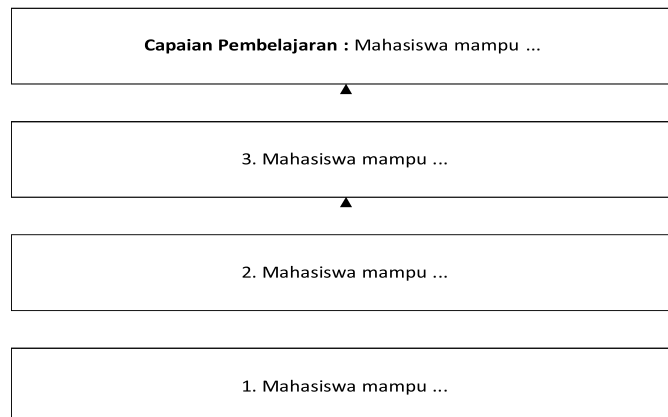 Capaian Pembelajaran : Mahasiswa mampu ...
3. Mahasiswa mampu ...
2. Mahasiswa mampu ...
1. Mahasiswa mampu ...